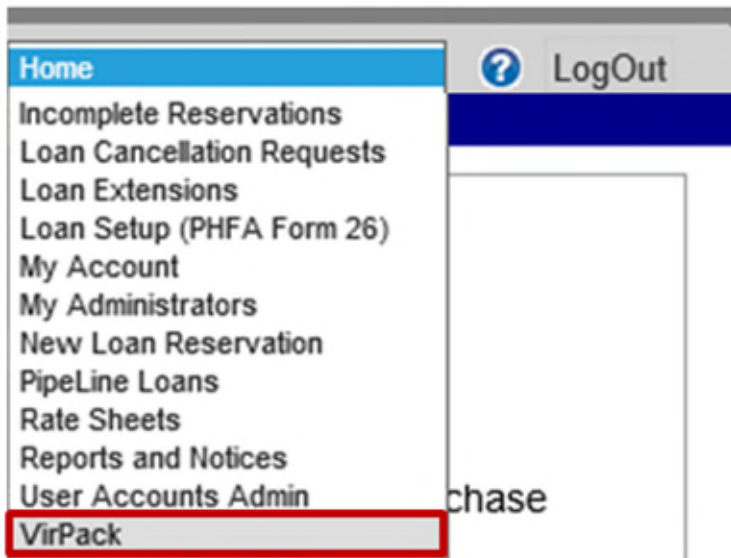 Home
LogOut
Incomplete Reservations
Loan Cancellation Requests
Loan Extensions
Loan Setup (PHFA Form 26)
My Account
My Administrators
New Loan Reservation
PipeLine Loans
Rate Sheets
Reports and Notices
User Accounts Admin
chase
VirPack